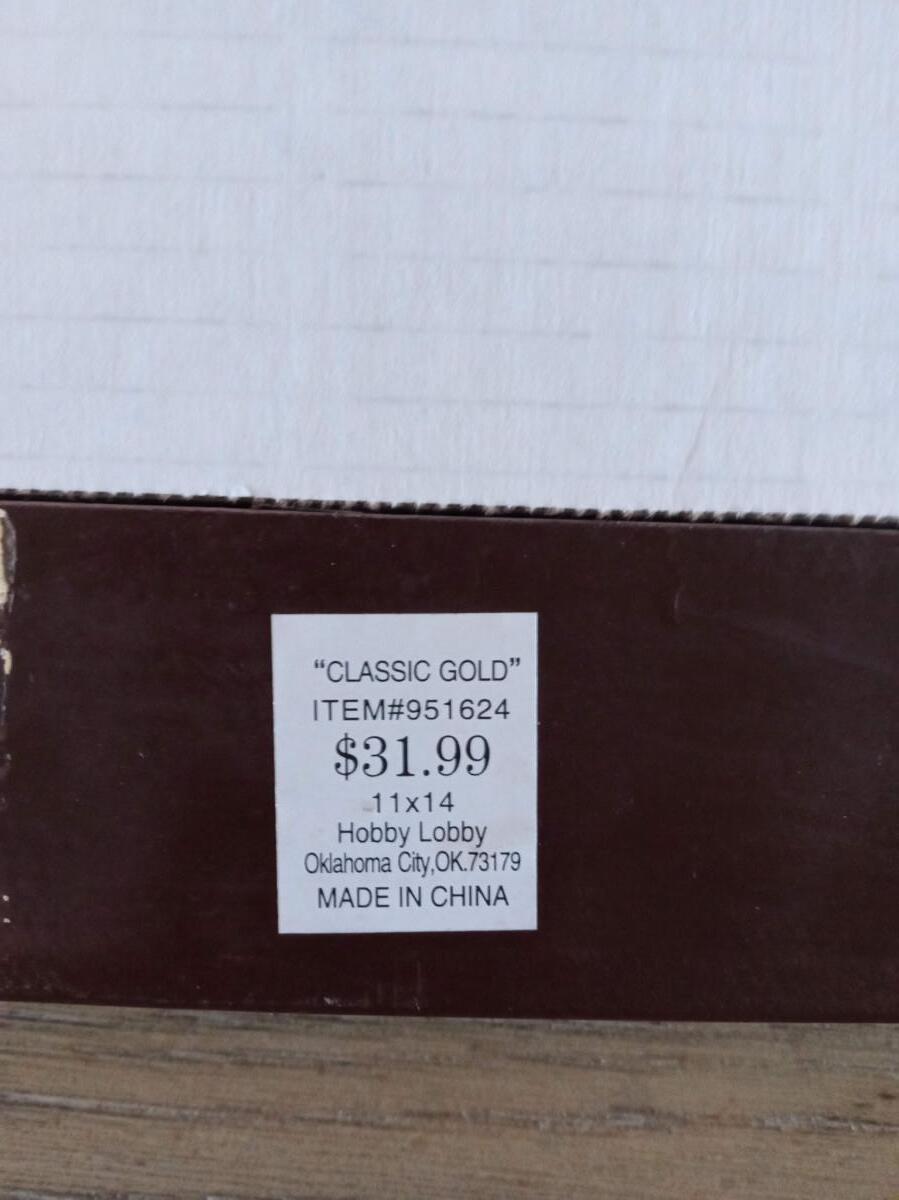 “CLASSIC GOLD”
ITEM#951624
$31.99
11x14
Hobby Lobby
Oklahoma City,OK.73179
MADE IN CHINA